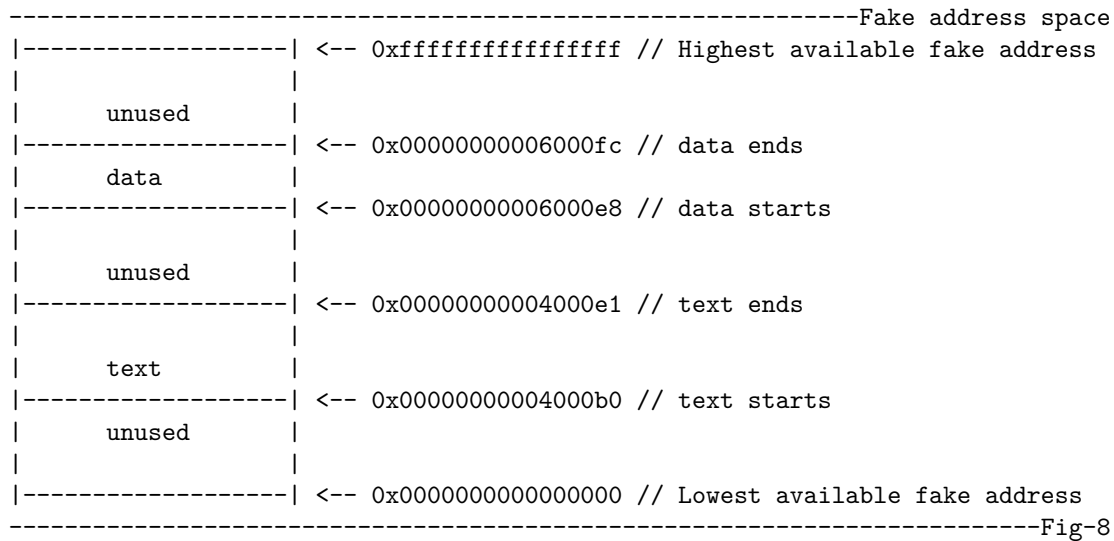 -------------------------------------------------------------Fake address space
|-------------------| <-- 0xffffffffffffffff // Highest available fake address
|                   |
|      unused       |
|-------------------| <-- 0x00000000006000fc // data ends
|      data         |
|-------------------| <-- 0x00000000006000e8 // data starts
|                   |
|      unused       |
|-------------------| <-- 0x00000000004000e1 // text ends
|                   |
|      text         |
|-------------------| <-- 0x00000000004000b0 // text starts
|      unused       |
|                   |
|-------------------| <-- 0x0000000000000000 // Lowest available fake address
--------------------------------------------------------------------------Fig-8